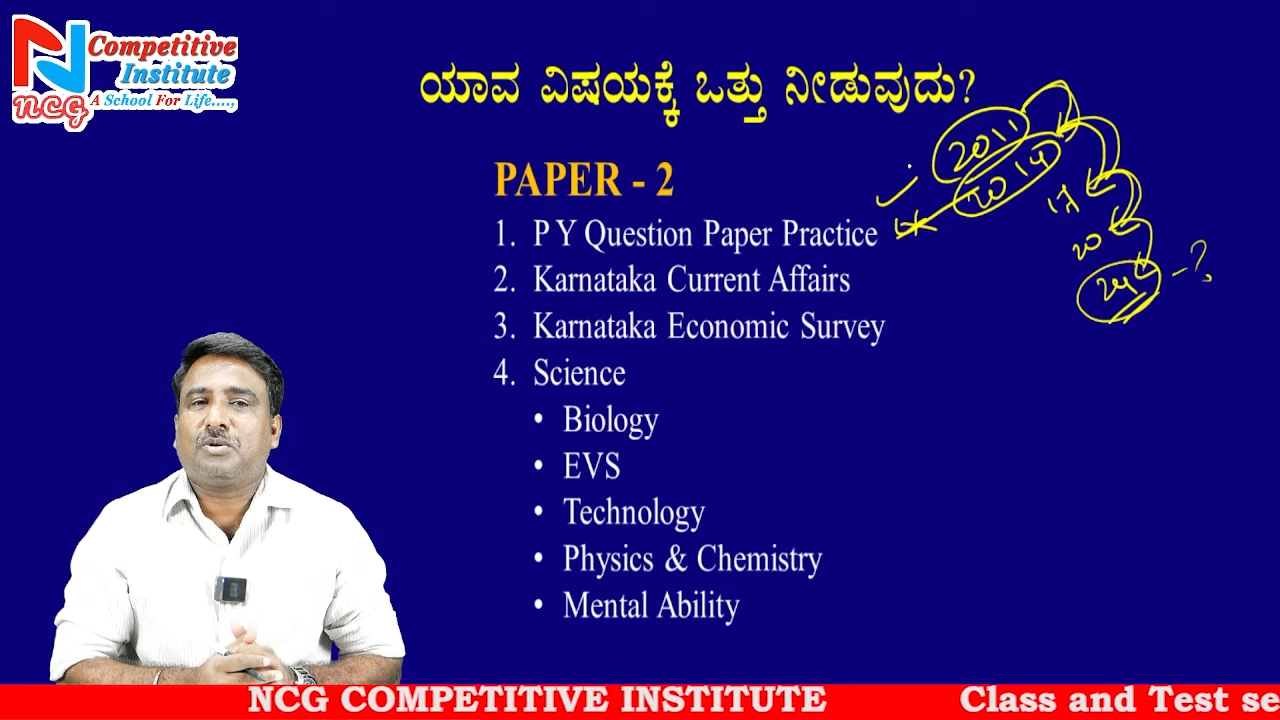 Competitive
Institute
NCG A School For Life....,
ಯಾವ ವಿಷಯಕ್ಕೆ ಒತ್ತು ನೀಡುವುದು?
PAPER - 2
1. P Y Question Paper Practice
2. Karnataka Current Affairs
3. Karnataka Economic Survey
4. Science
• Biology
• EVS
• Technology
• Physics & Chemistry
• Mental Ability
2011
2014
17
20
24 - ?
NCG COMPETITIVE INSTITUTE Class and Test se